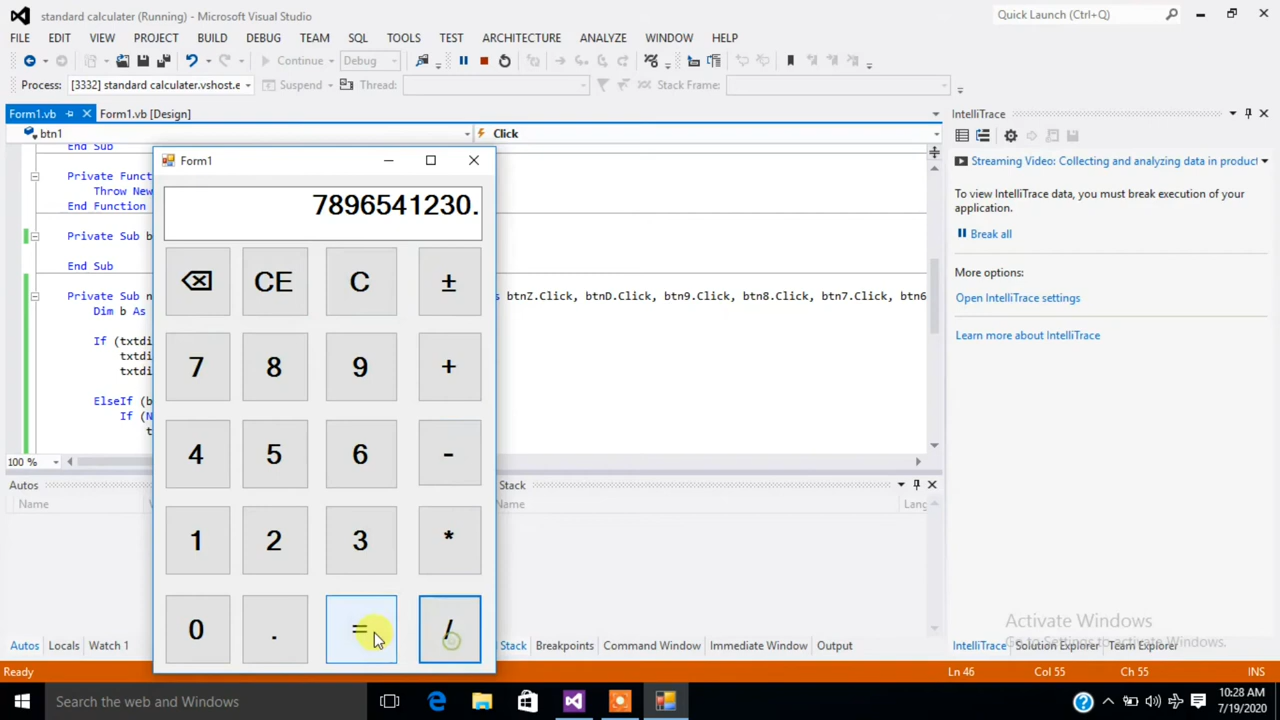 standard calculater (Running) - Microsoft Visual Studio
Quick Launch (Ctrl+Q)
FILE EDIT VIEW PROJECT BUILD DEBUG TEAM SQL TOOLS TEST ARCHITECTURE ANALYZE WINDOW HELP
Continue Debug
Process: [3332] standard calculater.vshost.e Suspend Thread: Stack Frame:
Form1.vb Form1.vb [Design]
IntelliTrace
btn1 Click
End Sub
Form1
Streaming Video: Collecting and analyzing data in product
Private Func
Throw New
End Function
To view IntelliTrace data, you must break execution of your
application.
7896541230.
Private Sub b
Break all
End Sub
More options:
⌫ CE C ±
Private Sub n
s btnZ.Click, btnD.Click, btn9.Click, btn8.Click, btn7.Click, btn6
Open IntelliTrace settings
Dim b As
Learn more about IntelliTrace
If (txtdi
txtdi
txtdi
7 8 9 +
ElseIf (b
If (N
t
4 5 6 -
100 %
Autos
Stack
Name
Name
Lang
1 2 3 *
0 . = /
Activate Windows
Go to Settings to activate Windows.
Autos Locals Watch 1
Stack Breakpoints Command Window Immediate Window Output
IntelliTrace Solution Explorer Team Explorer
Ready
Ln 46 Col 55 Ch 55 INS
Search the web and Windows
10:28 AM
7/19/2020